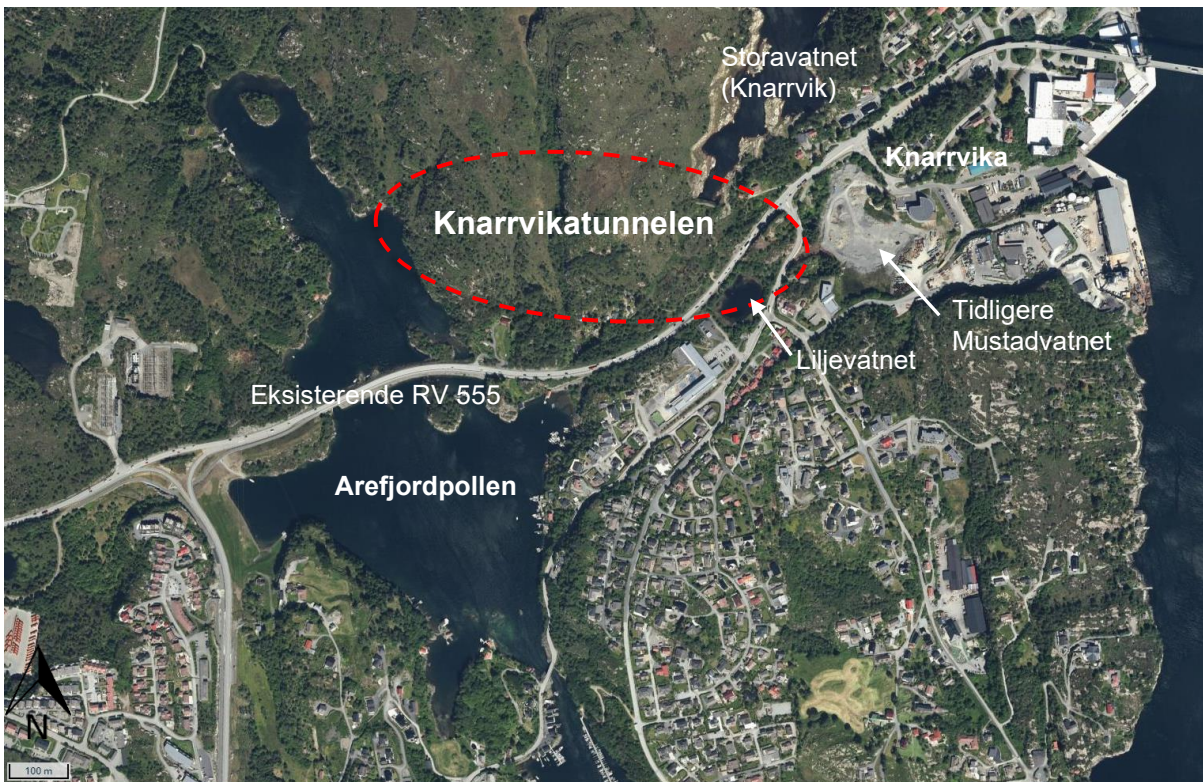 Storavatnet
(Knarrvik)
Knarrvika
Knarrvikatunnelen
Tidligere
Mustadvatnet
Liljevatnet
Eksisterende RV 555
Arefjordpollen
N
100 m